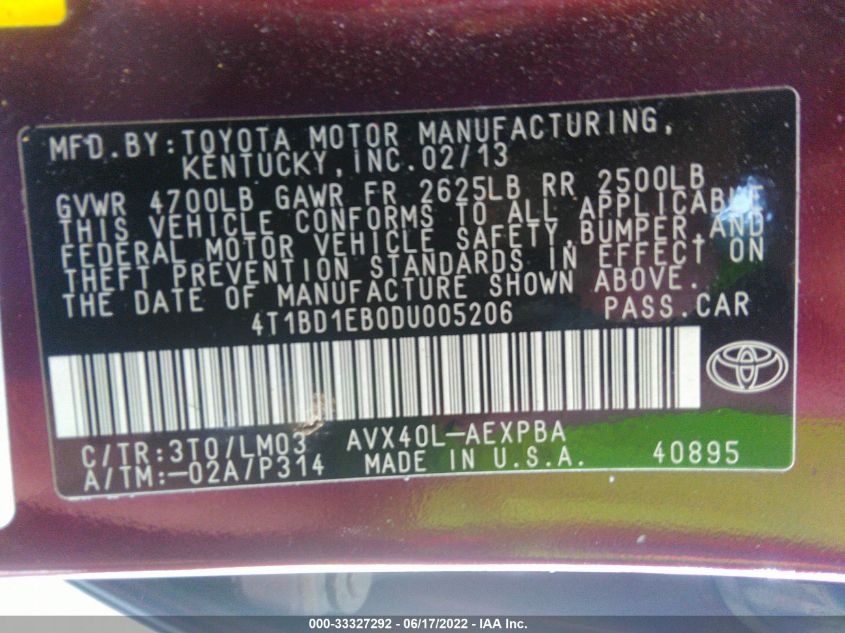 MFD. BY: TOYOTA MOTOR MANUFACTURING,
KENTUCKY, INC. 02/13
GVWR 4700LB GAWR FR 2625LB RR 2500LB
THIS VEHICLE CONFORMS TO ALL APPLICABLE
FEDERAL MOTOR VEHICLE SAFETY, BUMPER, AND
THEFT PREVENTION STANDARDS IN EFFECT ON
THE DATE OF MANUFACTURE SHOWN ABOVE.
4T1BD1EB0DU005206 PASS. CAR
C/TR: 3T0/LM03 AVX40L-AEXPBA
A/TM: -02A/P314 MADE IN U.S.A. 40895
000-33327292 - 06/17/2022 - IAA Inc.